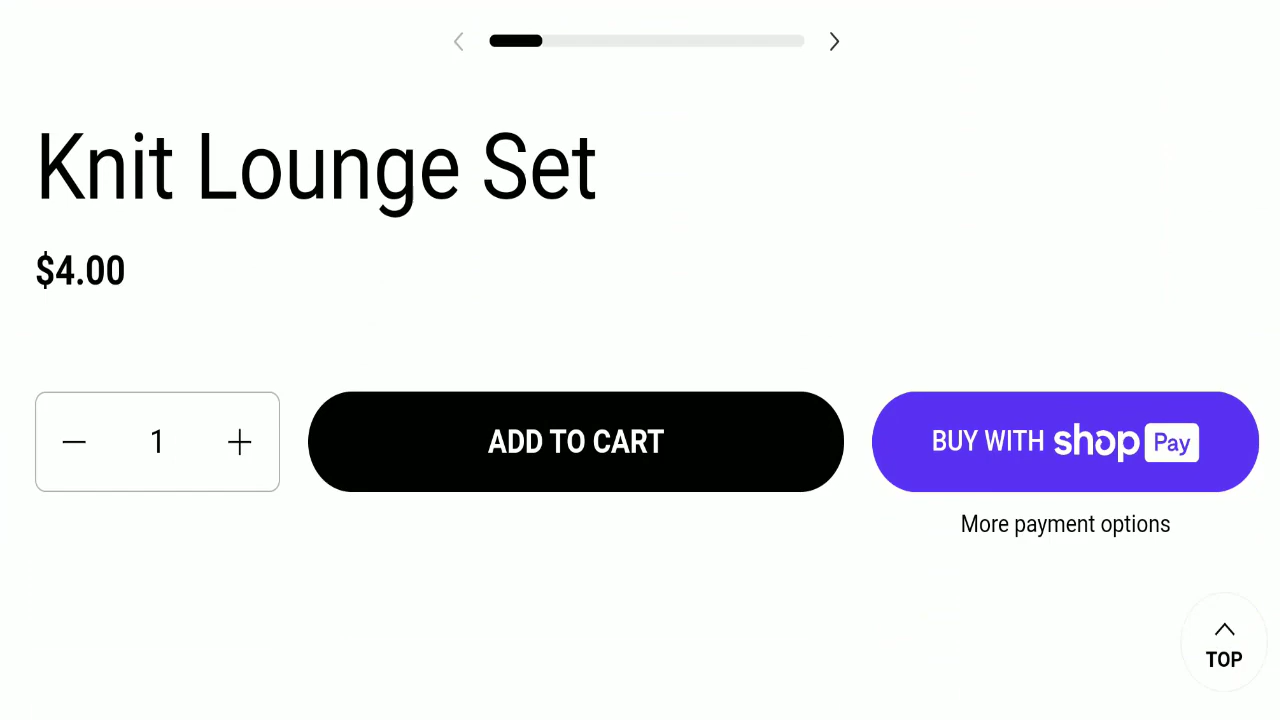 Knit Lounge Set
$4.00
1
ADD TO CART
BUY WITH shop Pay
More payment options
TOP